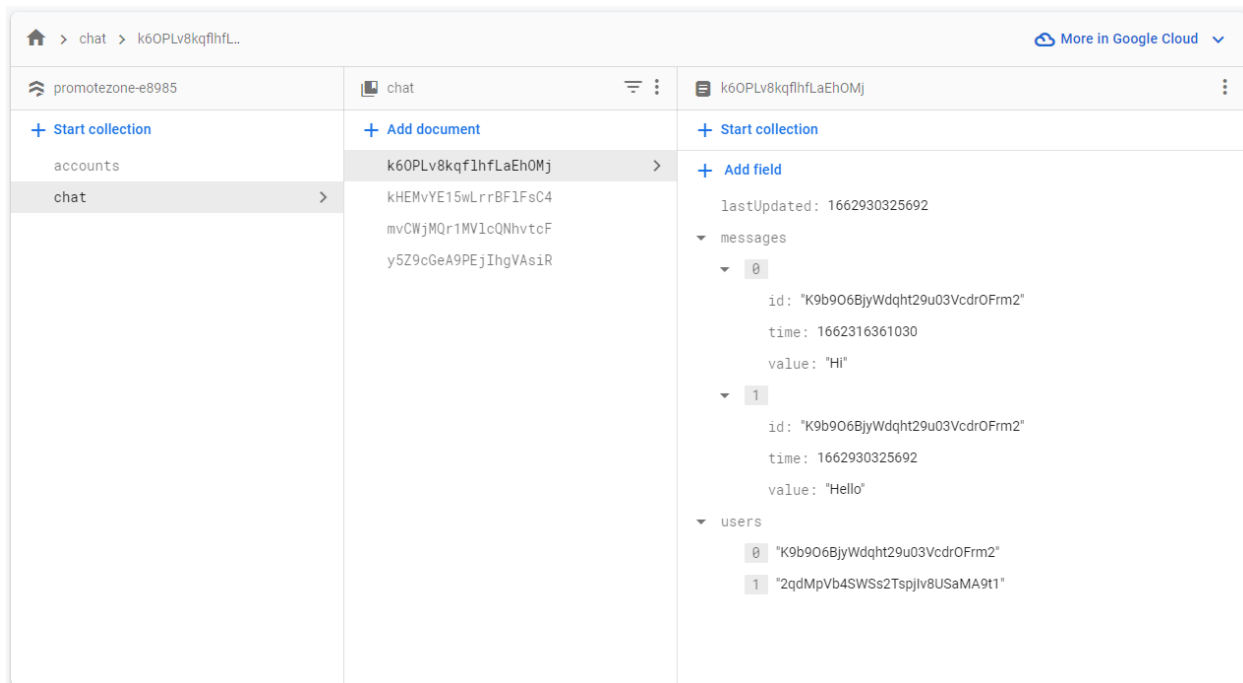 chat > k6OPLv8kqflhfL..
More in Google Cloud
promotezone-e8985
chat
k6OPLv8kqflhfLaEhOMj
+ Start collection
+ Add document
+ Start collection
accounts
chat
k6OPLv8kqflhfLaEhOMj
kHEMvYE15wLrrBFlFsC4
mvCWjMQr1MVlcQNhvtcF
y5Z9cGeA9PEjIhgVAsiR
+ Add field
lastUpdated: 1662930325692
messages
0
id: "K9b9O6BjyWdqht29u03VcdrOFrm2"
time: 1662316361030
value: "Hi"
1
id: "K9b9O6BjyWdqht29u03VcdrOFrm2"
time: 1662930325692
value: "Hello"
users
0 "K9b9O6BjyWdqht29u03VcdrOFrm2"
1 "2qdMpVb4SWSs2TspjIv8USaMA9t1"